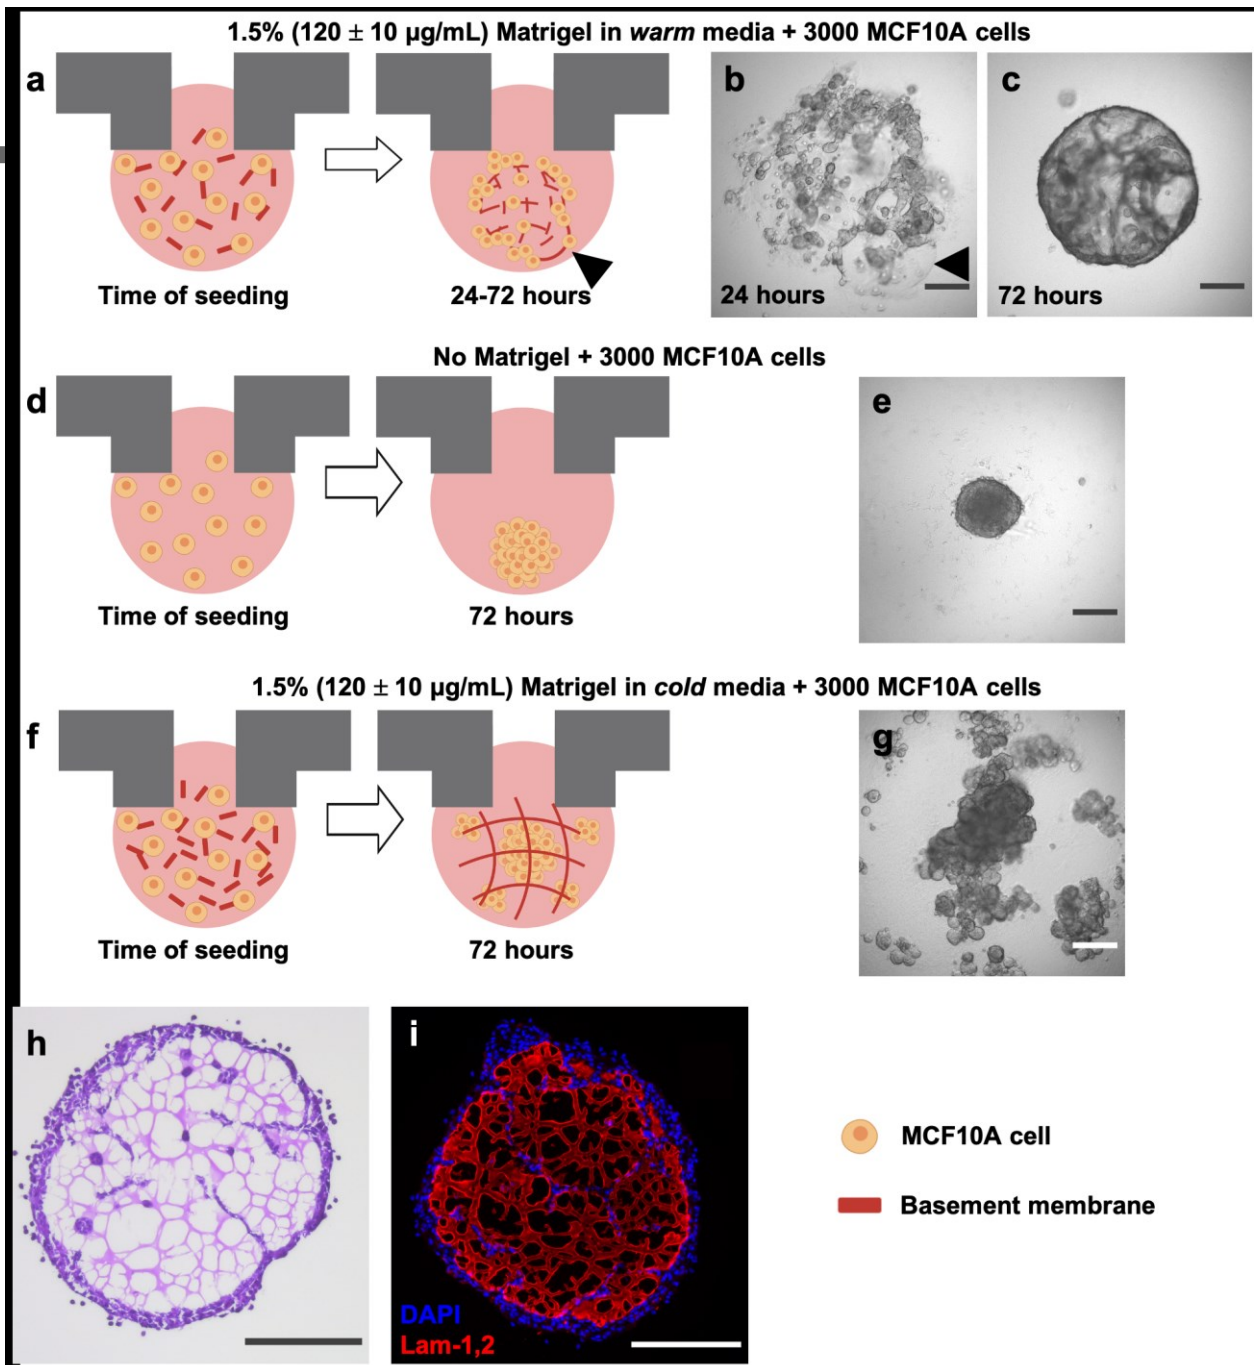 1.5% (120 ± 10 µg/mL) Matrigel in warm media + 3000 MCF10A cells
a
b
c
Time of seeding
24-72 hours
24 hours
72 hours
No Matrigel + 3000 MCF10A cells
d
e
Time of seeding
72 hours
1.5% (120 ± 10 µg/mL) Matrigel in cold media + 3000 MCF10A cells
f
g
Time of seeding
72 hours
h
i
MCF10A cell
Basement membrane
DAPI
Lam-1,2